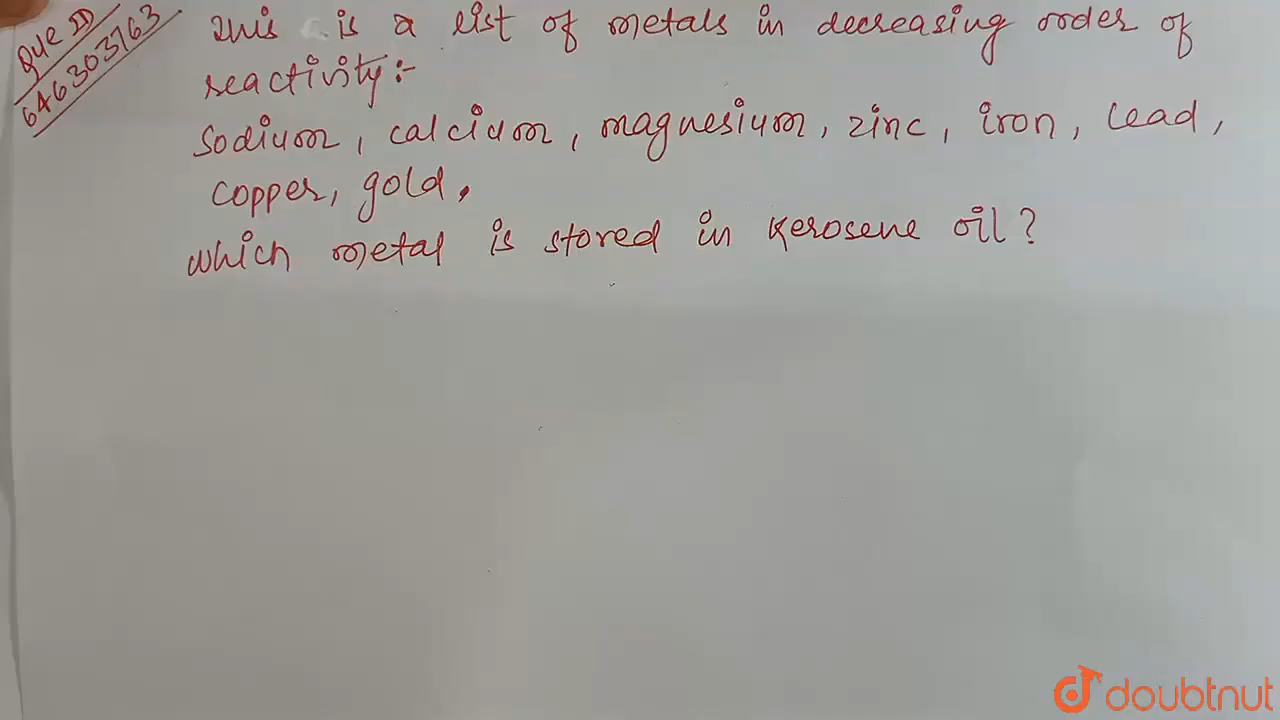 Que ID
646303763
This is a list of metals in decreasing order of
reactivity:-
Sodium, calcium, magnesium, zinc, iron, lead,
copper, gold,
which metal is stored in kerosene oil?
doubtnut